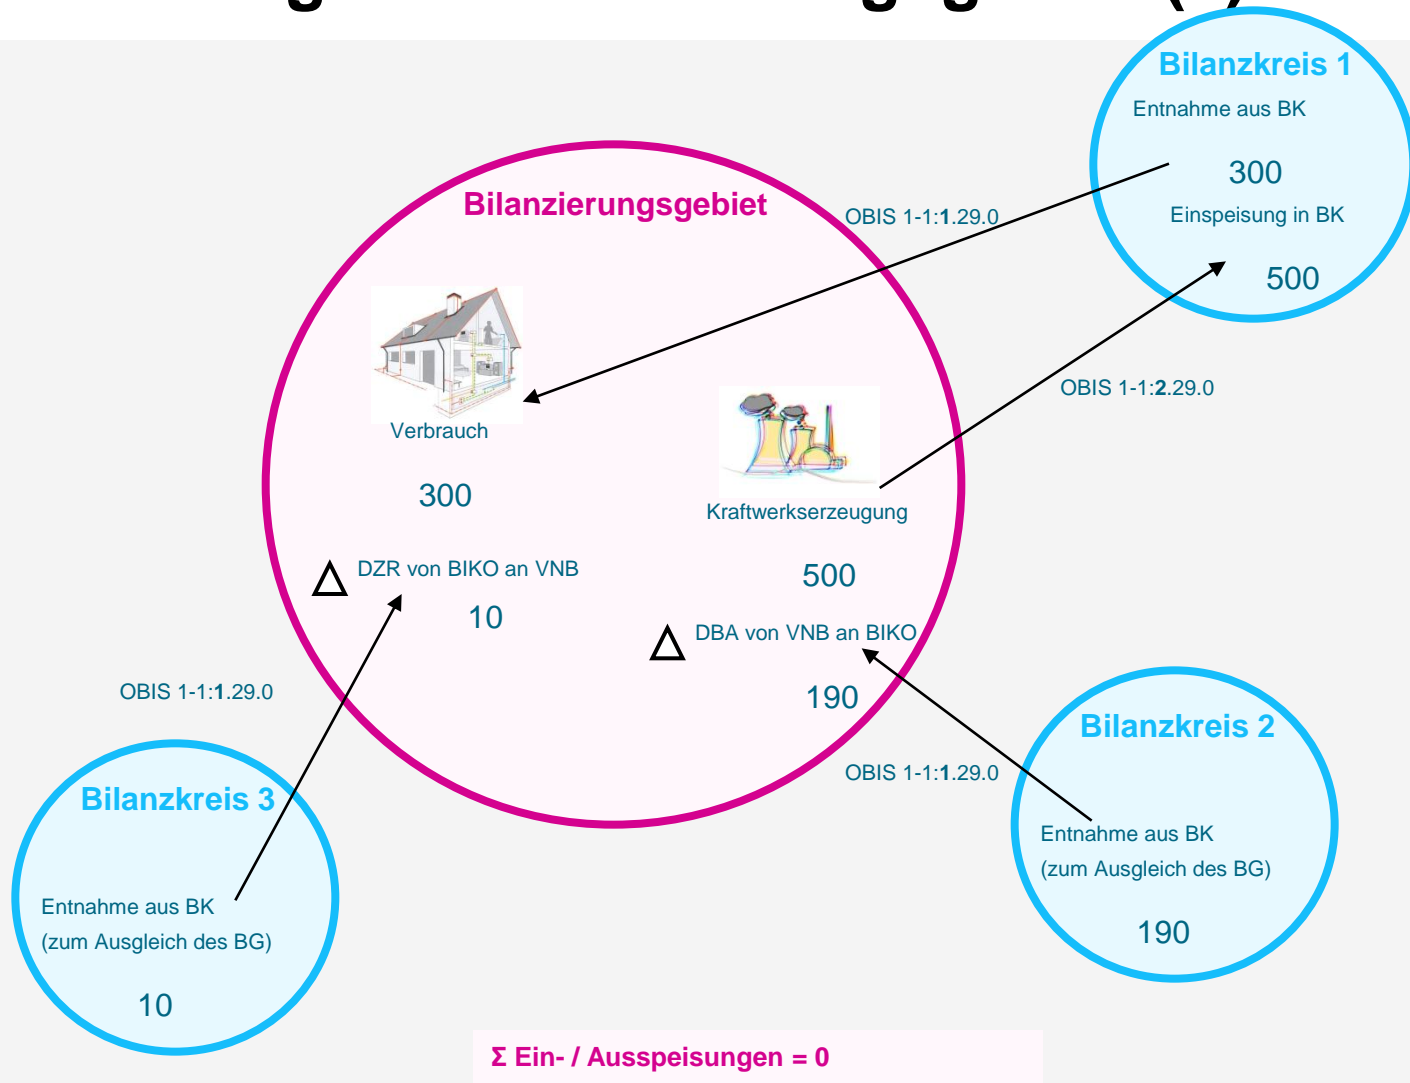 Bilanzkreis 1
Entnahme aus BK
300
Einspeisung in BK
500
Bilanzierungsgebiet
OBIS 1-1:1.29.0
OBIS 1-1:2.29.0
Verbrauch
300
Kraftwerkserzeugung
500
DZR von BIKO an VNB
10
DBA von VNB an BIKO
190
OBIS 1-1:1.29.0
OBIS 1-1:1.29.0
Bilanzkreis 2
Entnahme aus BK
(zum Ausgleich des BG)
190
Bilanzkreis 3
Entnahme aus BK
(zum Ausgleich des BG)
10
Σ Ein- / Ausspeisungen = 0